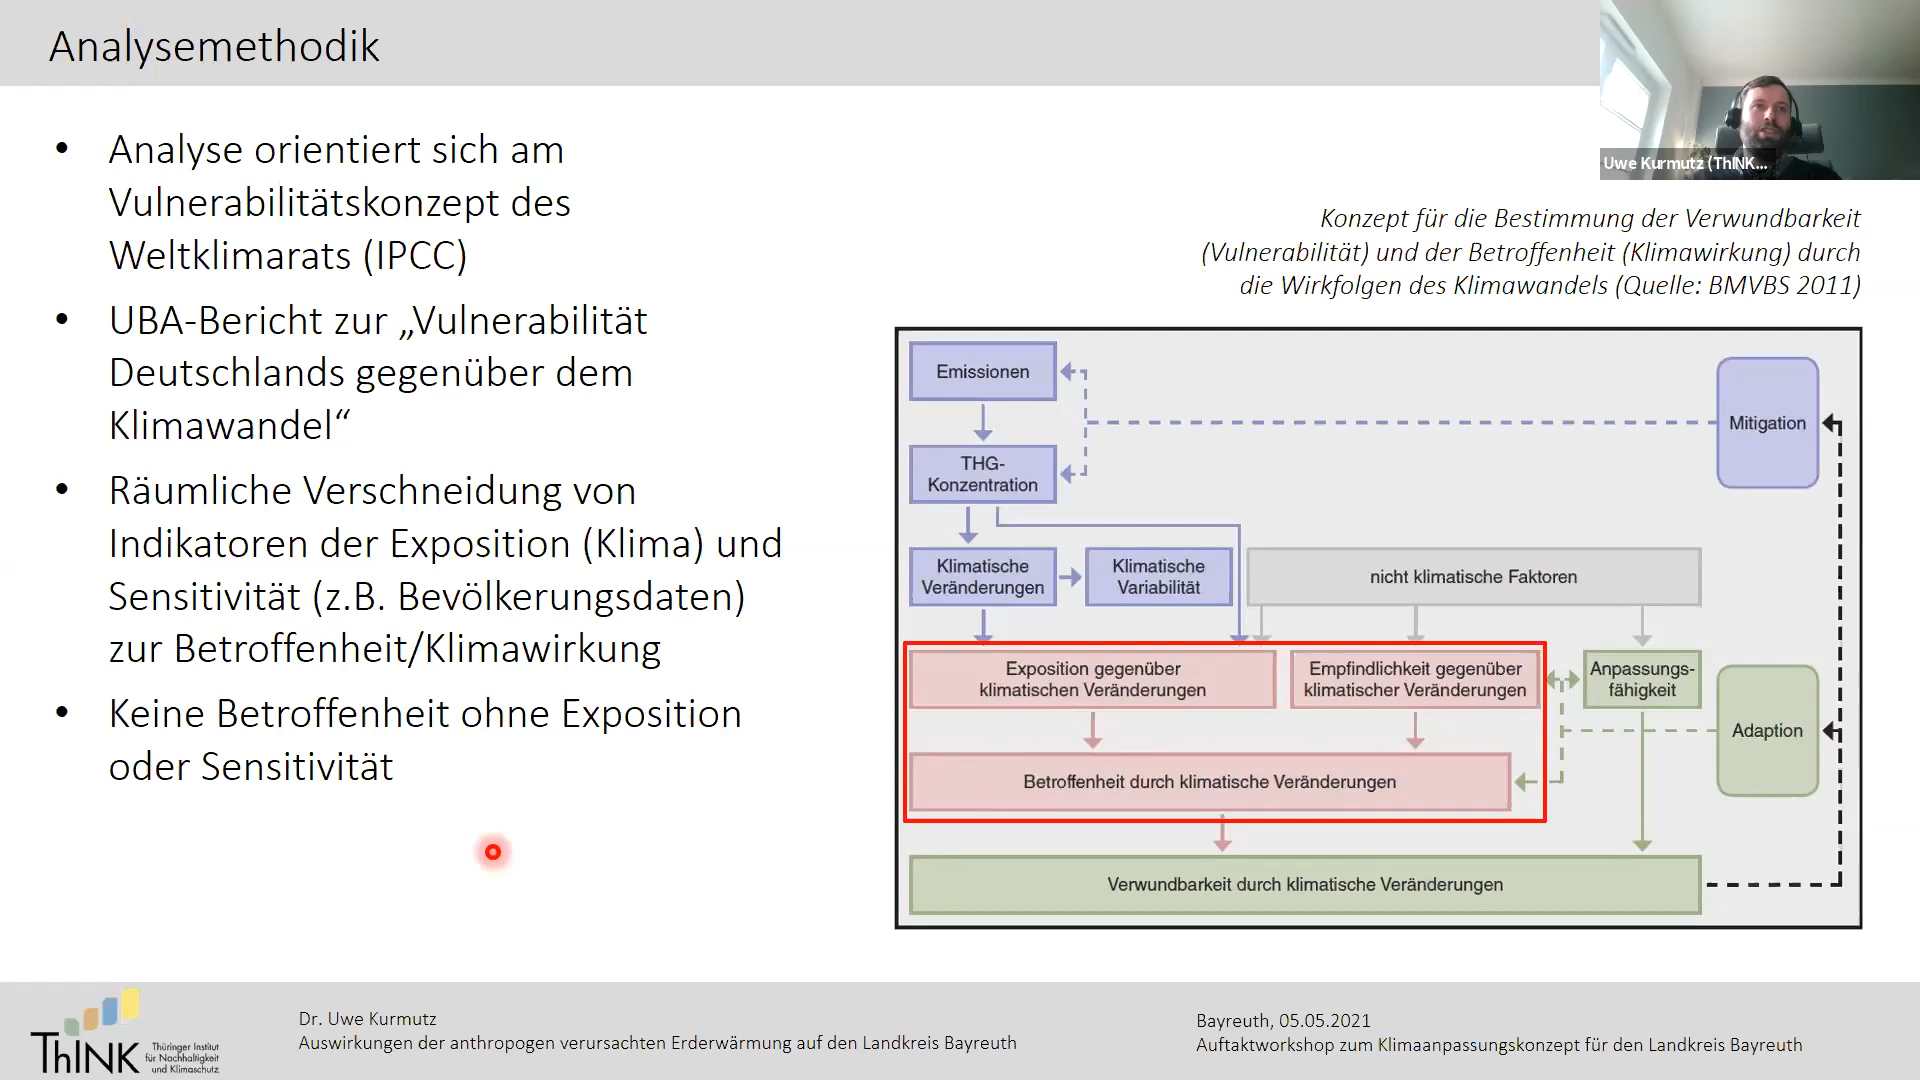 Analysemethodik
• Analyse orientiert sich am
Vulnerabilitätskonzept des
Weltklimarats (IPCC)
• UBA-Bericht zur „Vulnerabilität
Deutschlands gegenüber dem
Klimawandel“
• Räumliche Verschneidung von
Indikatoren der Exposition (Klima) und
Sensitivität (z.B. Bevölkerungsdaten)
zur Betroffenheit/Klimawirkung
• Keine Betroffenheit ohne Exposition
oder Sensitivität
Uwe Kurmutz (ThINK...
Konzept für die Bestimmung der Verwundbarkeit
(Vulnerabilität) und der Betroffenheit (Klimawirkung) durch
die Wirkfolgen des Klimawandels (Quelle: BMVBS 2011)
Emissionen
Mitigation
THG-
Konzentration
Klimatische
Veränderungen
Klimatische
Variabilität
nicht klimatische Faktoren
Exposition gegenüber
klimatischen Veränderungen
Empfindlichkeit gegenüber
klimatischer Veränderungen
Anpassungs-
fähigkeit
Adaption
Betroffenheit durch klimatische Veränderungen
Verwundbarkeit durch klimatische Veränderungen
ThINK
Thüringer Institut
für Nachhaltigkeit
und Klimaschutz
Dr. Uwe Kurmutz
Auswirkungen der anthropogen verursachten Erderwärmung auf den Landkreis Bayreuth
Bayreuth, 05.05.2021
Auftaktworkshop zum Klimaanpassungskonzept für den Landkreis Bayreuth